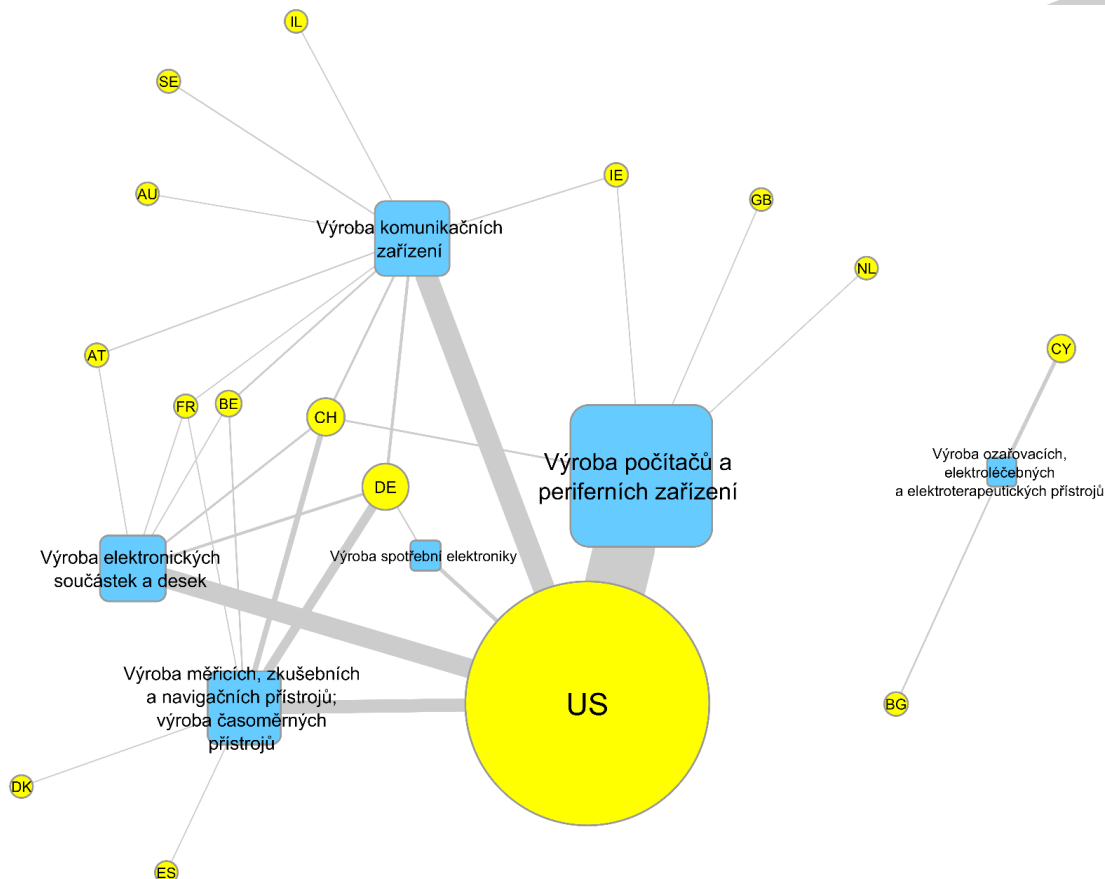 IL
SE
IE
AU
GB
Výroba komunikačních
zařízení
NL
CY
AT
FR
BE
CH
Výroba počítačů a
periferních zařízení
Výroba ozařovacích,
elektroléčebných
a elektroterapeutických přístrojů
DE
Výroba elektronických
součástek a desek
Výroba spotřební elektroniky
Výroba měřicích, zkušebních
a navigačních přístrojů;
výroba časoměrných
přístrojů
US
BG
DK
ES